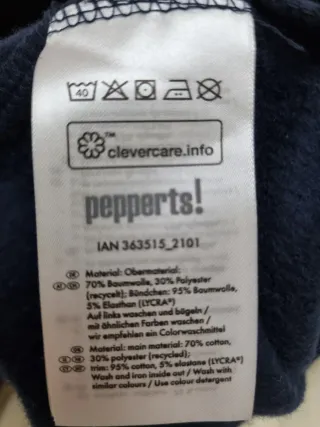 40
clevercare.info
pepperts!
IAN 363515_2101
Material: Obermaterial:
70% Baumwolle, 30% Polyester
(recycelt); Bündchen: 95% Baumwolle,
5% Elasthan (LYCRA®)
Auf links waschen und bügeln /
mit ähnlichen Farben waschen /
wir empfehlen ein Colorwaschmittel
Material: main material: 70% cotton,
30% polyester (recycled);
trim: 95% cotton, 5% elastane (LYCRA®)
Wash and iron inside out / Wash with
similar colours / Use colour detergent